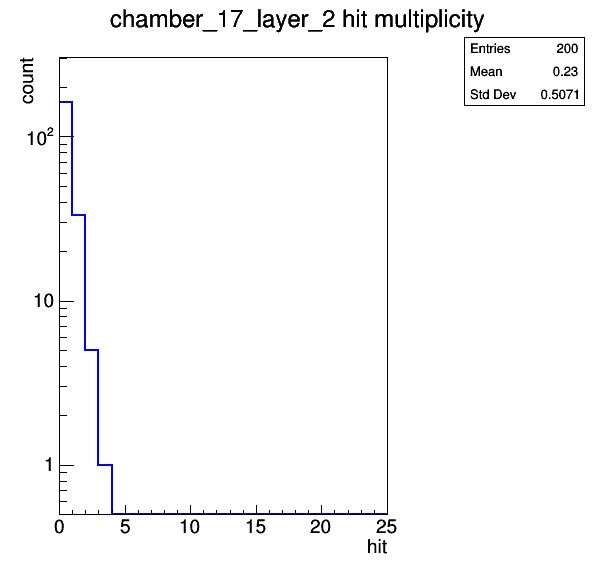 chamber_17_layer_2 hit multiplicity
Entries 200
Mean 0.23
Std Dev 0.5071
count
10²
10
1
0 5 10 15 20 25
hit